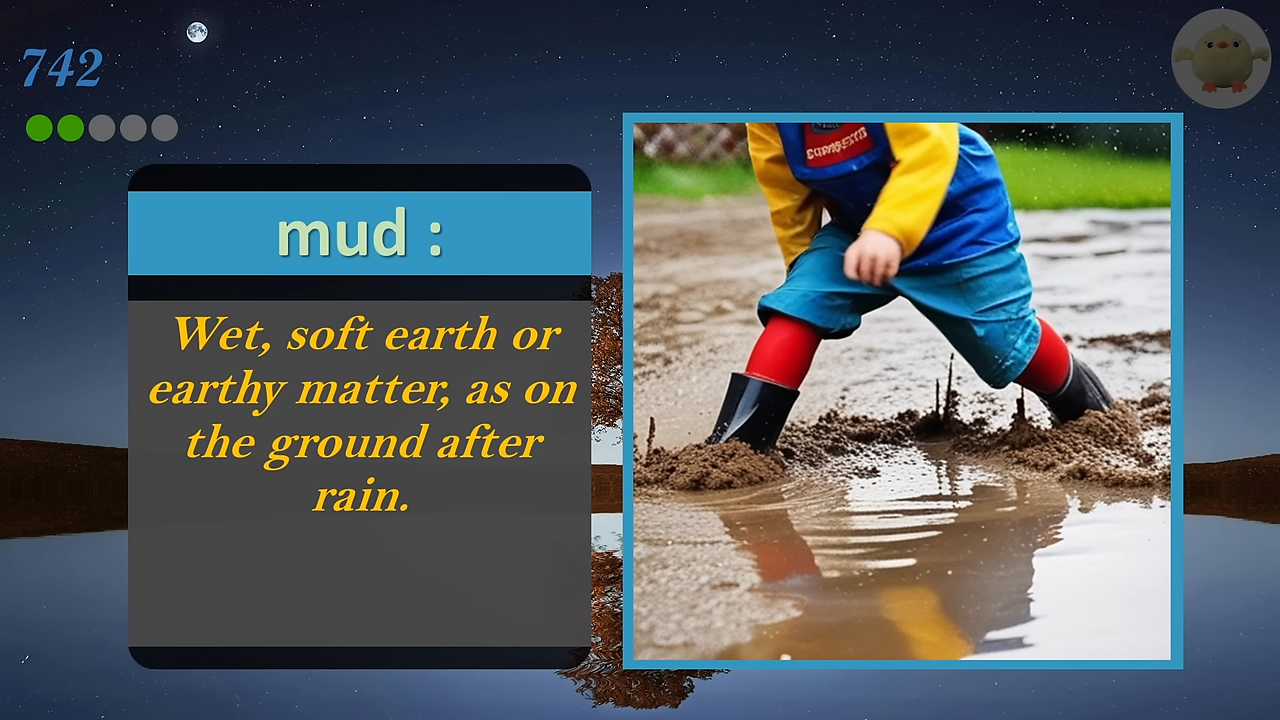 742
mud :
Wet, soft earth or
earthy matter, as on
the ground after
rain.